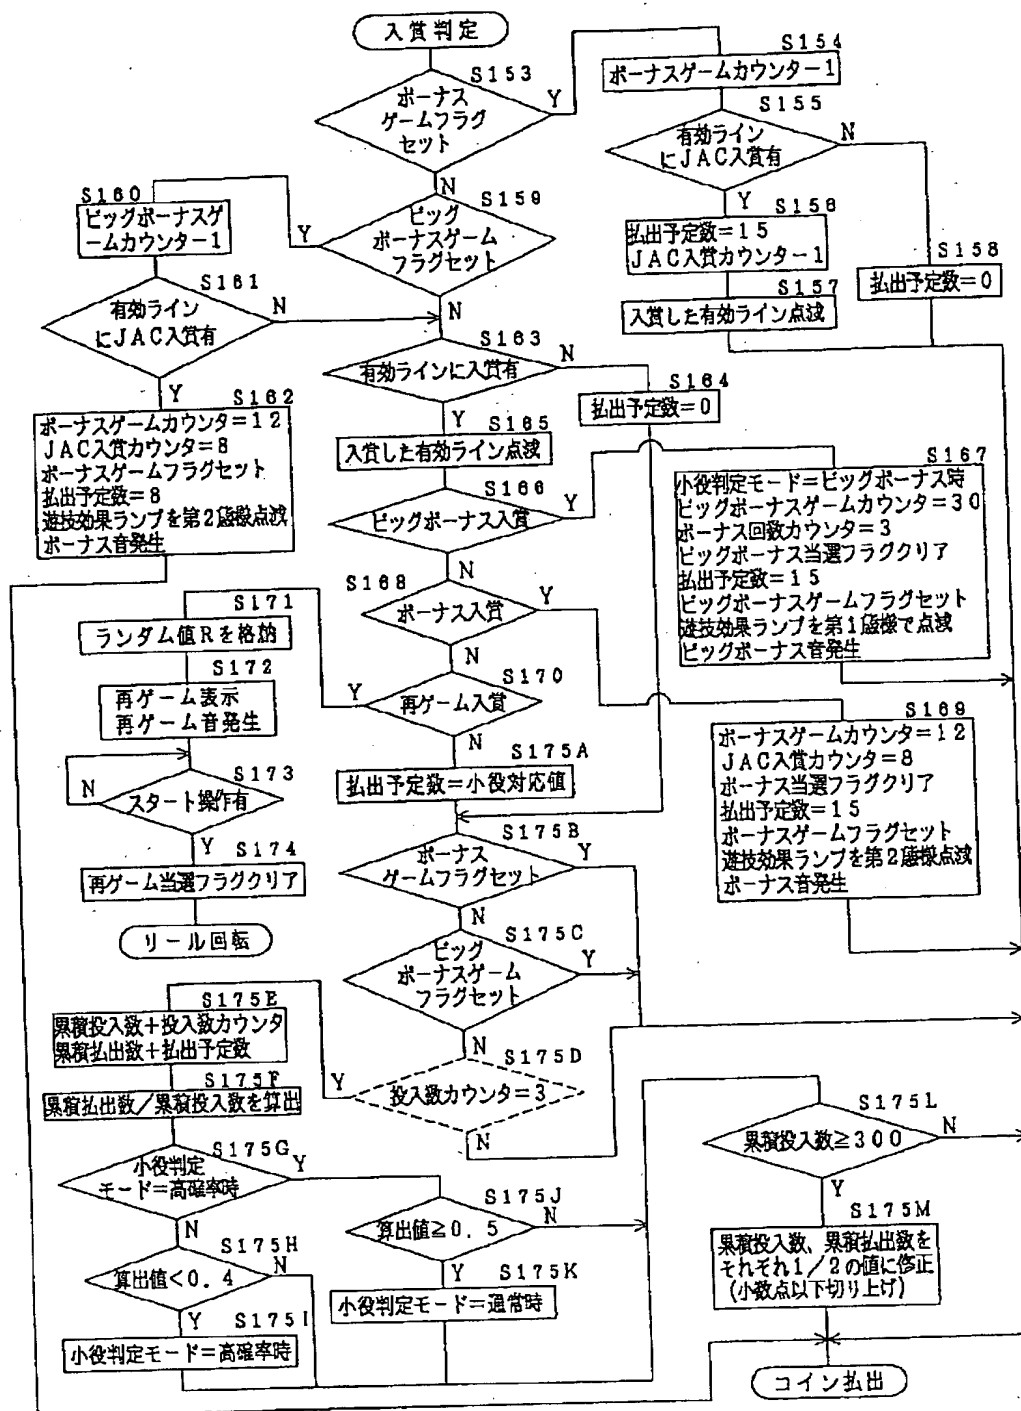 入賞判定
S153
ボーナス
ゲームフラグ
セット
Y
N
S154
ボーナスゲームカウンター1
S155
有効ライン
にJAC入賞有
N
Y
S156
払出予定数=15
JAC入賞カウンター1
S157
入賞した有効ライン点滅
S158
払出予定数=0
S159
ビッグ
ボーナスゲーム
フラグセット
Y
N
S160
ビッグボーナスゲ
ームカウンター1
S161
有効ライン
にJAC入賞有
N
Y
S162
ボーナスゲームカウンタ=12
JAC入賞カウンタ=8
ボーナスゲームフラグセット
払出予定数=8
遊技効果ランプを第2態様点滅
ボーナス音発生
S163
有効ラインに入賞有
N
Y
S164
払出予定数=0
S165
入賞した有効ライン点滅
S166
ビッグボーナス入賞
Y
N
S167
小役判定モード=ビッグボーナス時
ビッグボーナスゲームカウンタ=30
ボーナス回数カウンタ=3
ビッグボーナス当選フラグクリア
払出予定数=15
ビッグボーナスゲームフラグセット
遊技効果ランプを第1態様で点滅
ビッグボーナス音発生
S168
ボーナス入賞
Y
N
S169
ボーナスゲームカウンタ=12
JAC入賞カウンタ=8
ボーナス当選フラグクリア
払出予定数=15
ボーナスゲームフラグセット
遊技効果ランプを第2態様点滅
ボーナス音発生
S170
再ゲーム入賞
Y
N
S171
ランダム値Rを格納
S172
再ゲーム表示
再ゲーム音発生
S173
スタート操作有
N
Y
S174
再ゲーム当選フラグクリア
リール回転
S175A
払出予定数=小役対応値
S175B
ボーナス
ゲームフラグセット
Y
N
S175C
ビッグ
ボーナスゲーム
フラグセット
Y
N
S175D
投入数カウンタ=3
Y
N
S175E
累積投入数+投入数カウンタ
累積払出数+払出予定数
S175F
累積払出数/累積投入数を算出
S175G
小役判定
モード=高確率時
Y
N
S175H
算出値<0.4
N
Y
S175I
小役判定モード=高確率時
S175J
算出値≧0.5
N
Y
S175K
小役判定モード=通常時
S175L
累積投入数≧300
N
Y
S175M
累積投入数、累積払出数を
それぞれ1/2の値に修正
(小数点以下切り上げ)
コイン払出